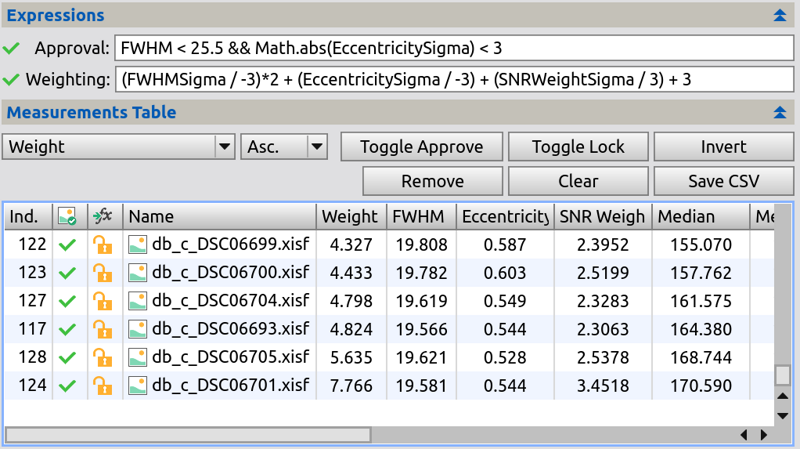 Expressions
Approval: FWHM < 25.5 && Math.abs(EccentricitySigma) < 3
Weighting: (FWHMSigma / -3)*2 + (EccentricitySigma / -3) + (SNRWeightSigma / 3) + 3
Measurements Table
Weight Asc. Toggle Approve Toggle Lock Invert
Remove Clear Save CSV
Ind. fx Name Weight FWHM Eccentricity SNR Weigh Median Me
122 db_c_DSC06699.xisf 4.327 19.808 0.587 2.3952 155.070
123 db_c_DSC06700.xisf 4.433 19.782 0.603 2.5199 157.762
127 db_c_DSC06704.xisf 4.798 19.619 0.549 2.3283 161.575
117 db_c_DSC06693.xisf 4.824 19.566 0.544 2.3063 164.380
128 db_c_DSC06705.xisf 5.635 19.621 0.528 2.5378 168.744
124 db_c_DSC06701.xisf 7.766 19.581 0.544 3.4518 170.590